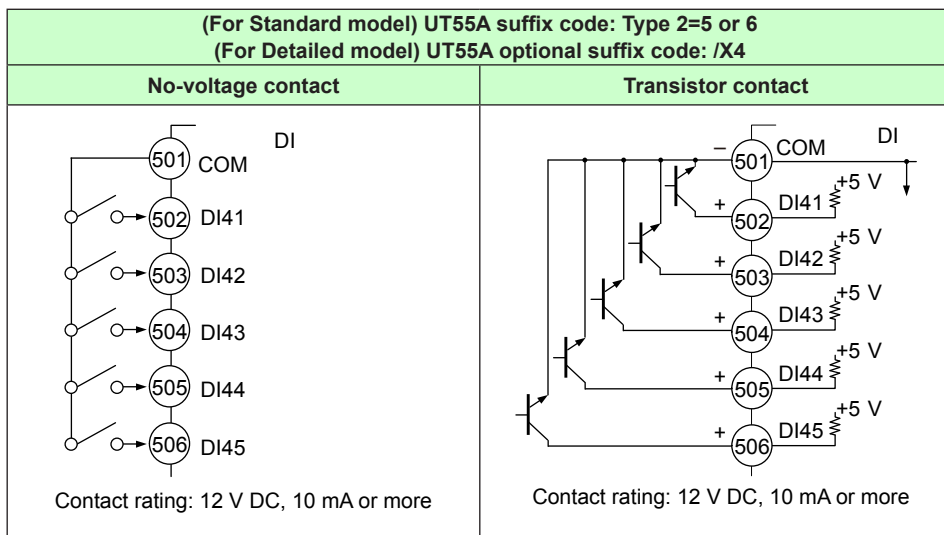 (For Standard model) UT55A suffix code: Type 2=5 or 6
(For Detailed model) UT55A optional suffix code: /X4
No-voltage contact
Transistor contact
DI
501
COM
502
DI41
503
DI42
504
DI43
505
DI44
506
DI45
Contact rating: 12 V DC, 10 mA or more
DI
–
501
COM
+5 V
+
502
DI41
+5 V
+
503
DI42
+5 V
+
504
DI43
+5 V
+
505
DI44
+5 V
+
506
DI45
Contact rating: 12 V DC, 10 mA or more